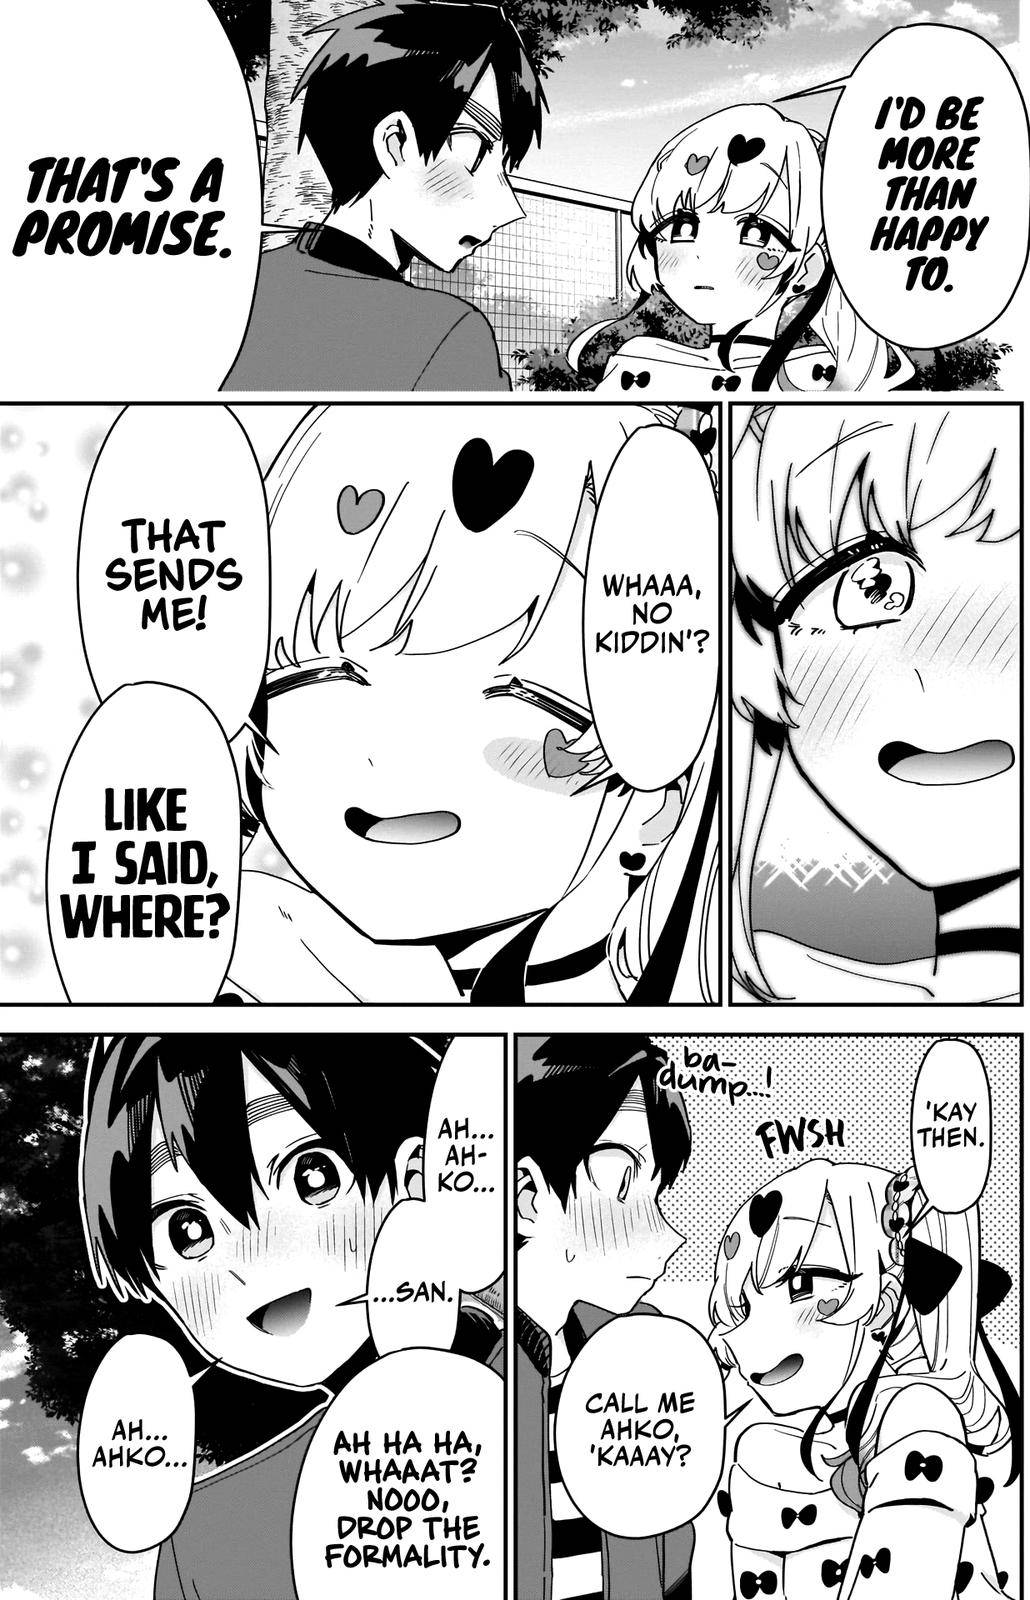 I'D BE
MORE
THAN
HAPPY
TO.
THAT'S A
PROMISE.
WHAAA,
NO
KIDDIN'?
THAT
SENDS
ME!
LIKE
I SAID,
WHERE?
'KAY
THEN.
FWSH
ba-
dump...!
CALL ME
AHKO,
'KAAAY?
AH...
AH-
KO...
...SAN.
AH HA HA,
WHAAAT?
NOOO,
DROP THE
FORMALITY.
AH...
AHKO...